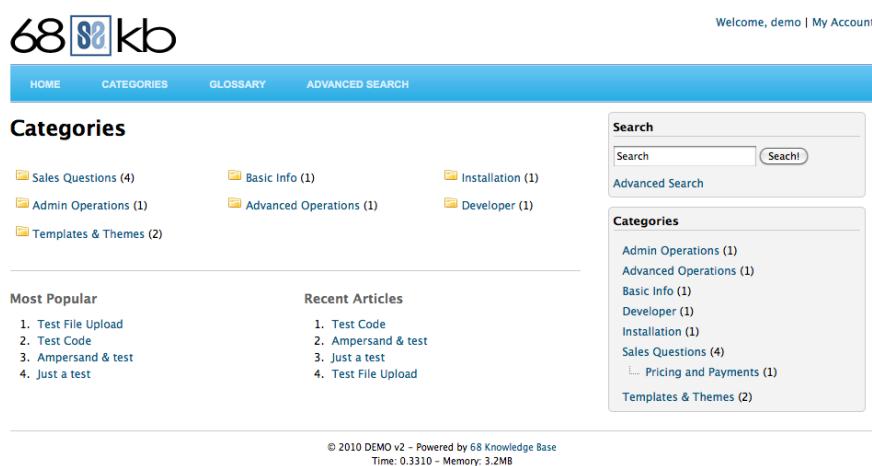 68 kb
Welcome, demo | My Account
HOME CATEGORIES GLOSSARY ADVANCED SEARCH
Categories
Sales Questions (4) Basic Info (1) Installation (1)
Admin Operations (1) Advanced Operations (1) Developer (1)
Templates & Themes (2)
Most Popular
1. Test File Upload
2. Test Code
3. Ampersand & test
4. Just a test
Recent Articles
1. Test Code
2. Ampersand & test
3. Just a test
4. Test File Upload
Search
Search Seach!
Advanced Search
Categories
Admin Operations (1)
Advanced Operations (1)
Basic Info (1)
Developer (1)
Installation (1)
Sales Questions (4)
Pricing and Payments (1)
Templates & Themes (2)
© 2010 DEMO v2 – Powered by 68 Knowledge Base
Time: 0.3310 – Memory: 3.2MB